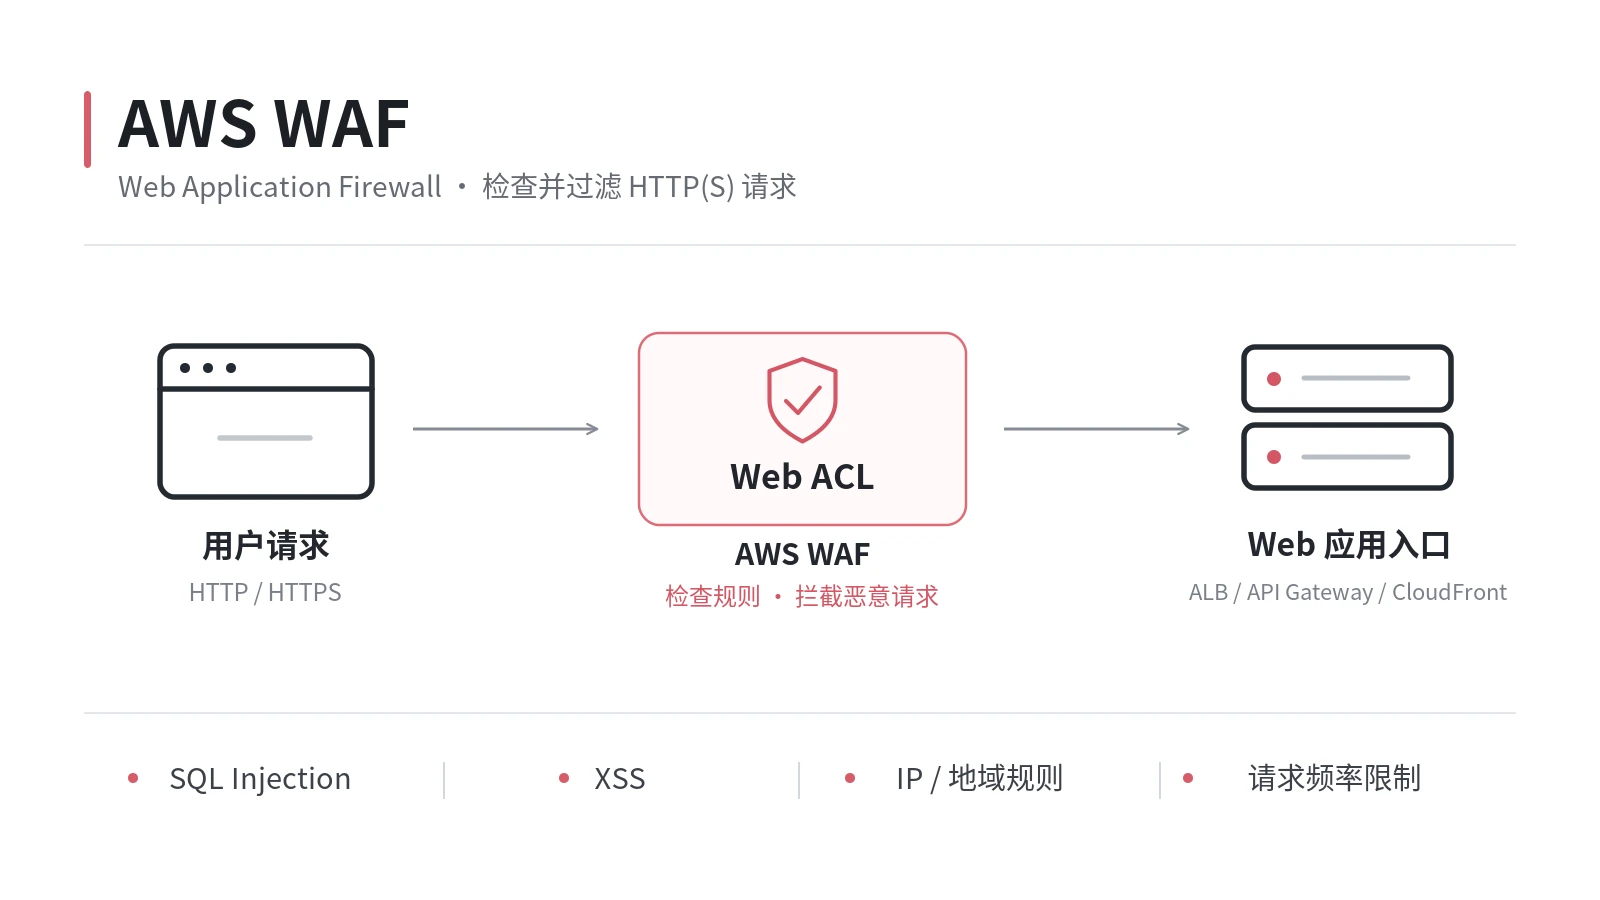 AWS WAF
Web Application Firewall • 检查并过滤 HTTP(S) 请求
Web ACL
用户请求
HTTP / HTTPS
AWS WAF
检查规则 • 拦截恶意请求
Web 应用入口
ALB / API Gateway / CloudFront
• SQL Injection
• XSS
• IP / 地域规则
• 请求频率限制